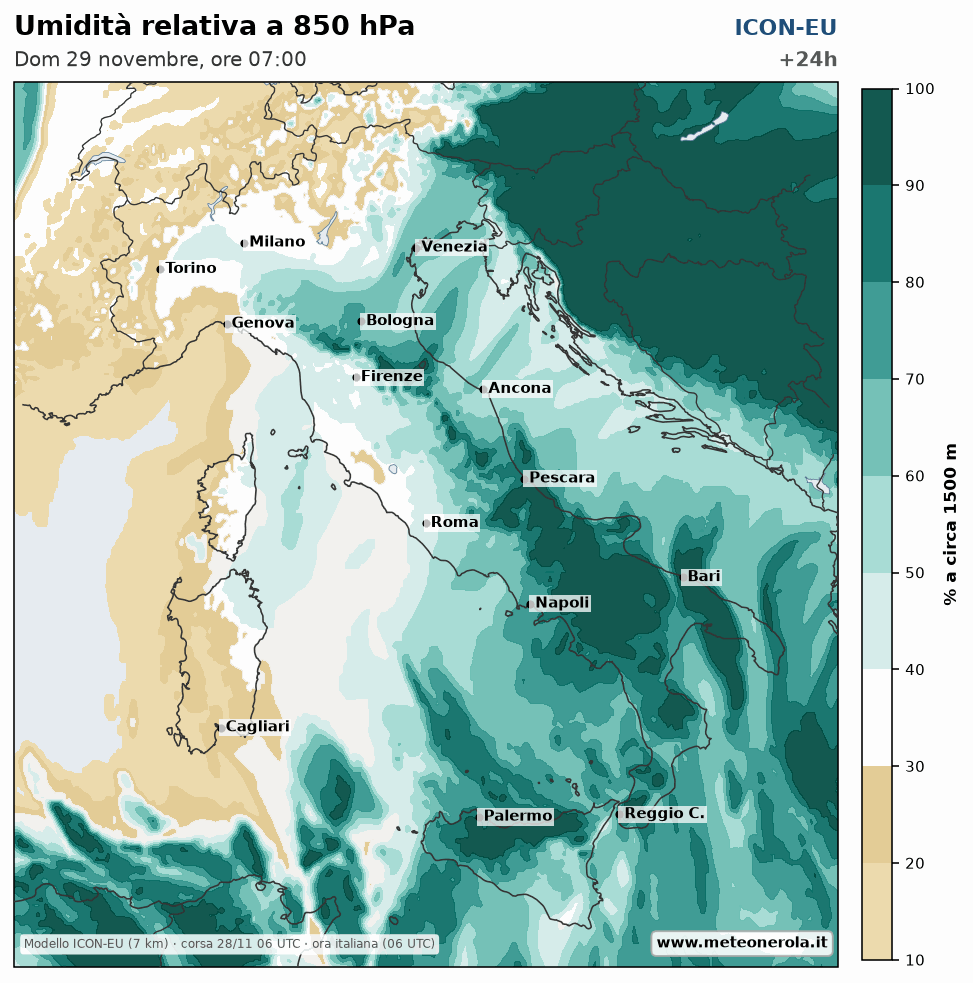 Umidità relativa a 850 hPa
ICON-EU
Dom 29 novembre, ore 07:00
+24h
Milano
Venezia
Torino
Genova
Bologna
Firenze
Ancona
Pescara
Roma
Bari
Napoli
Cagliari
Palermo
Reggio C.
100
90
80
70
60
50
40
30
20
10
% a circa 1500 m
Modello ICON-EU (7 km) · corsa 28/11 06 UTC · ora italiana (06 UTC)
www.meteonerola.it